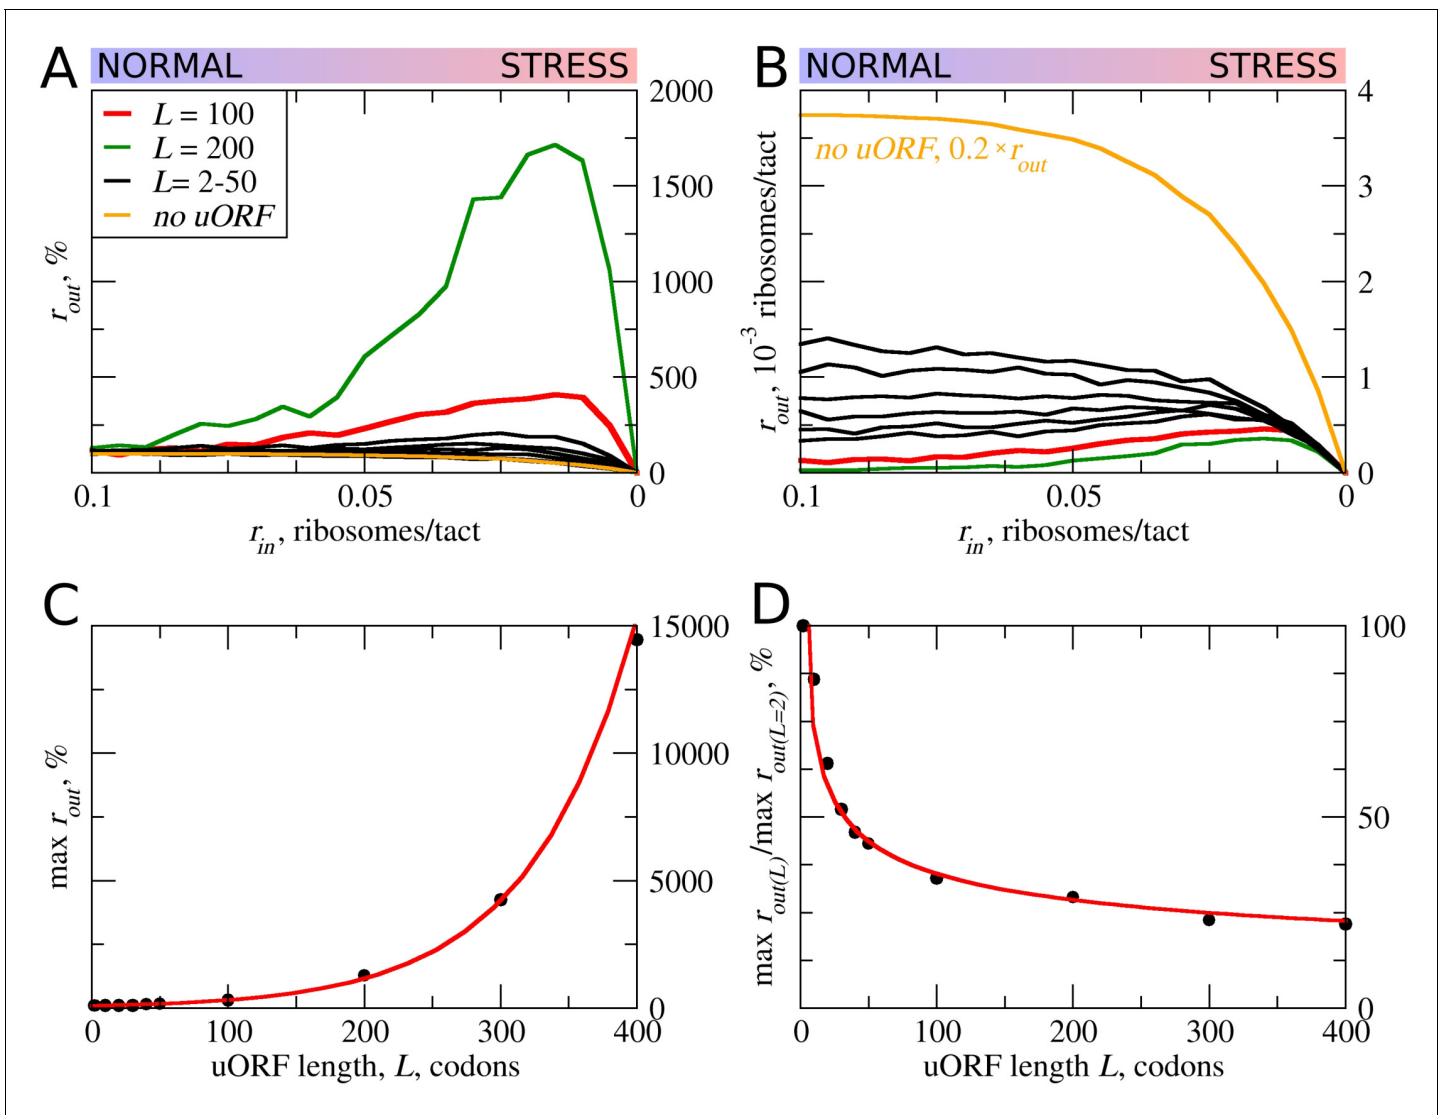 A
NORMAL STRESS
L = 100
L = 200
L= 2-50
no uORF
2000
1500
1000
500
0
r_out, %
0.1 0.05 0
r_in, ribosomes/tact
B
NORMAL STRESS
no uORF, 0.2×r_out
4
3
2
1
0
r_out, 10^-3 ribosomes/tact
0.1 0.05 0
r_in, ribosomes/tact
C
15000
10000
5000
0
max r_out, %
0 100 200 300 400
uORF length, L, codons
D
100
50
0
max r_out(L)/max r_out(L=2), %
0 100 200 300 400
uORF length L, codons